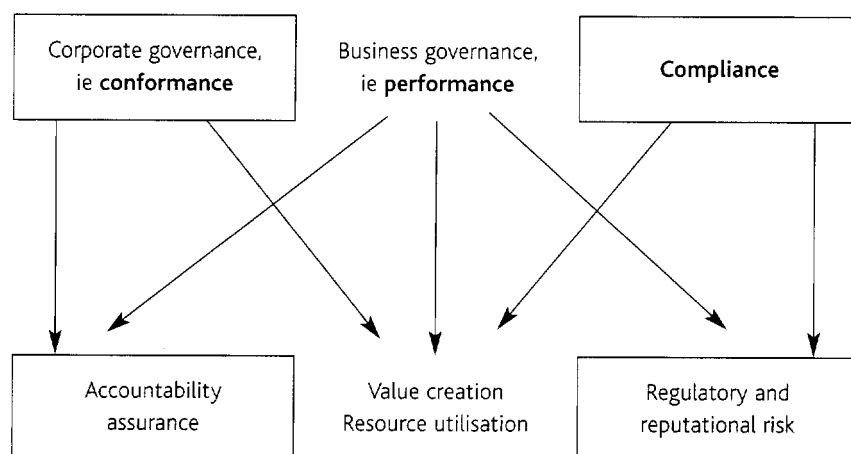 Corporate governance,
ie conformance
Business governance,
ie performance
Compliance
Accountability
assurance
Value creation
Resource utilisation
Regulatory and
reputational risk